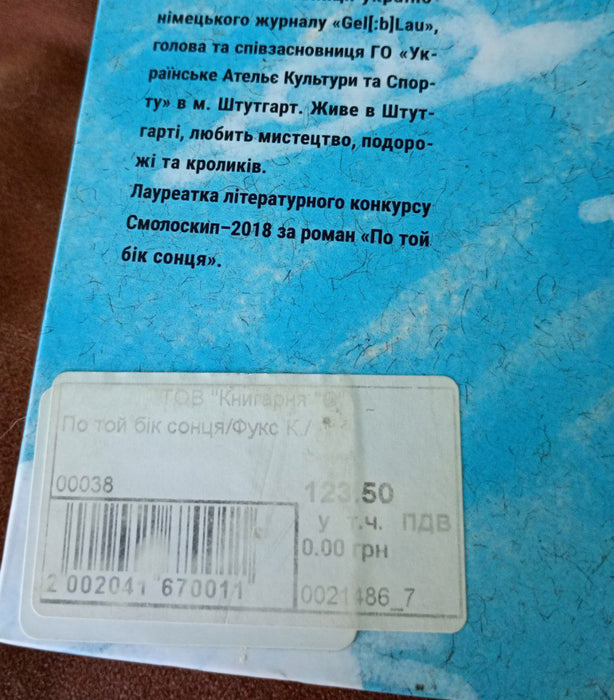 німецького журналу «Gel[:b]Lau»,
голова та співзасновниця ГО «Ук-
раїнське Ательє Культури та Спор-
ту» в м. Штутгарт. Живе в Штут-
гарті, любить мистецтво, подоро-
жі та кроликів.
Лауреатка літературного конкурсу
Смолоскип–2018 за роман «По той
бік сонця».
ТОВ "Книгарня "Є
По той бік сонця/Фукс К./
00038
123.50
у т.ч. ПДВ
0.00 грн
2 002041 670011
0021486_7